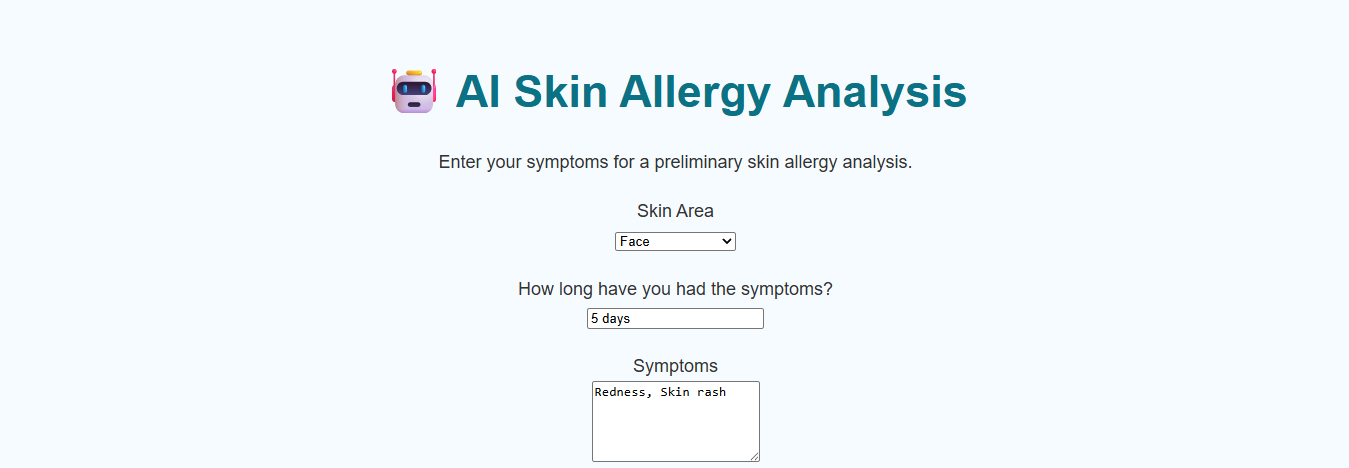 AI Skin Allergy Analysis
Enter your symptoms for a preliminary skin allergy analysis.
Skin Area
Face
How long have you had the symptoms?
5 days
Symptoms
Redness, Skin rash